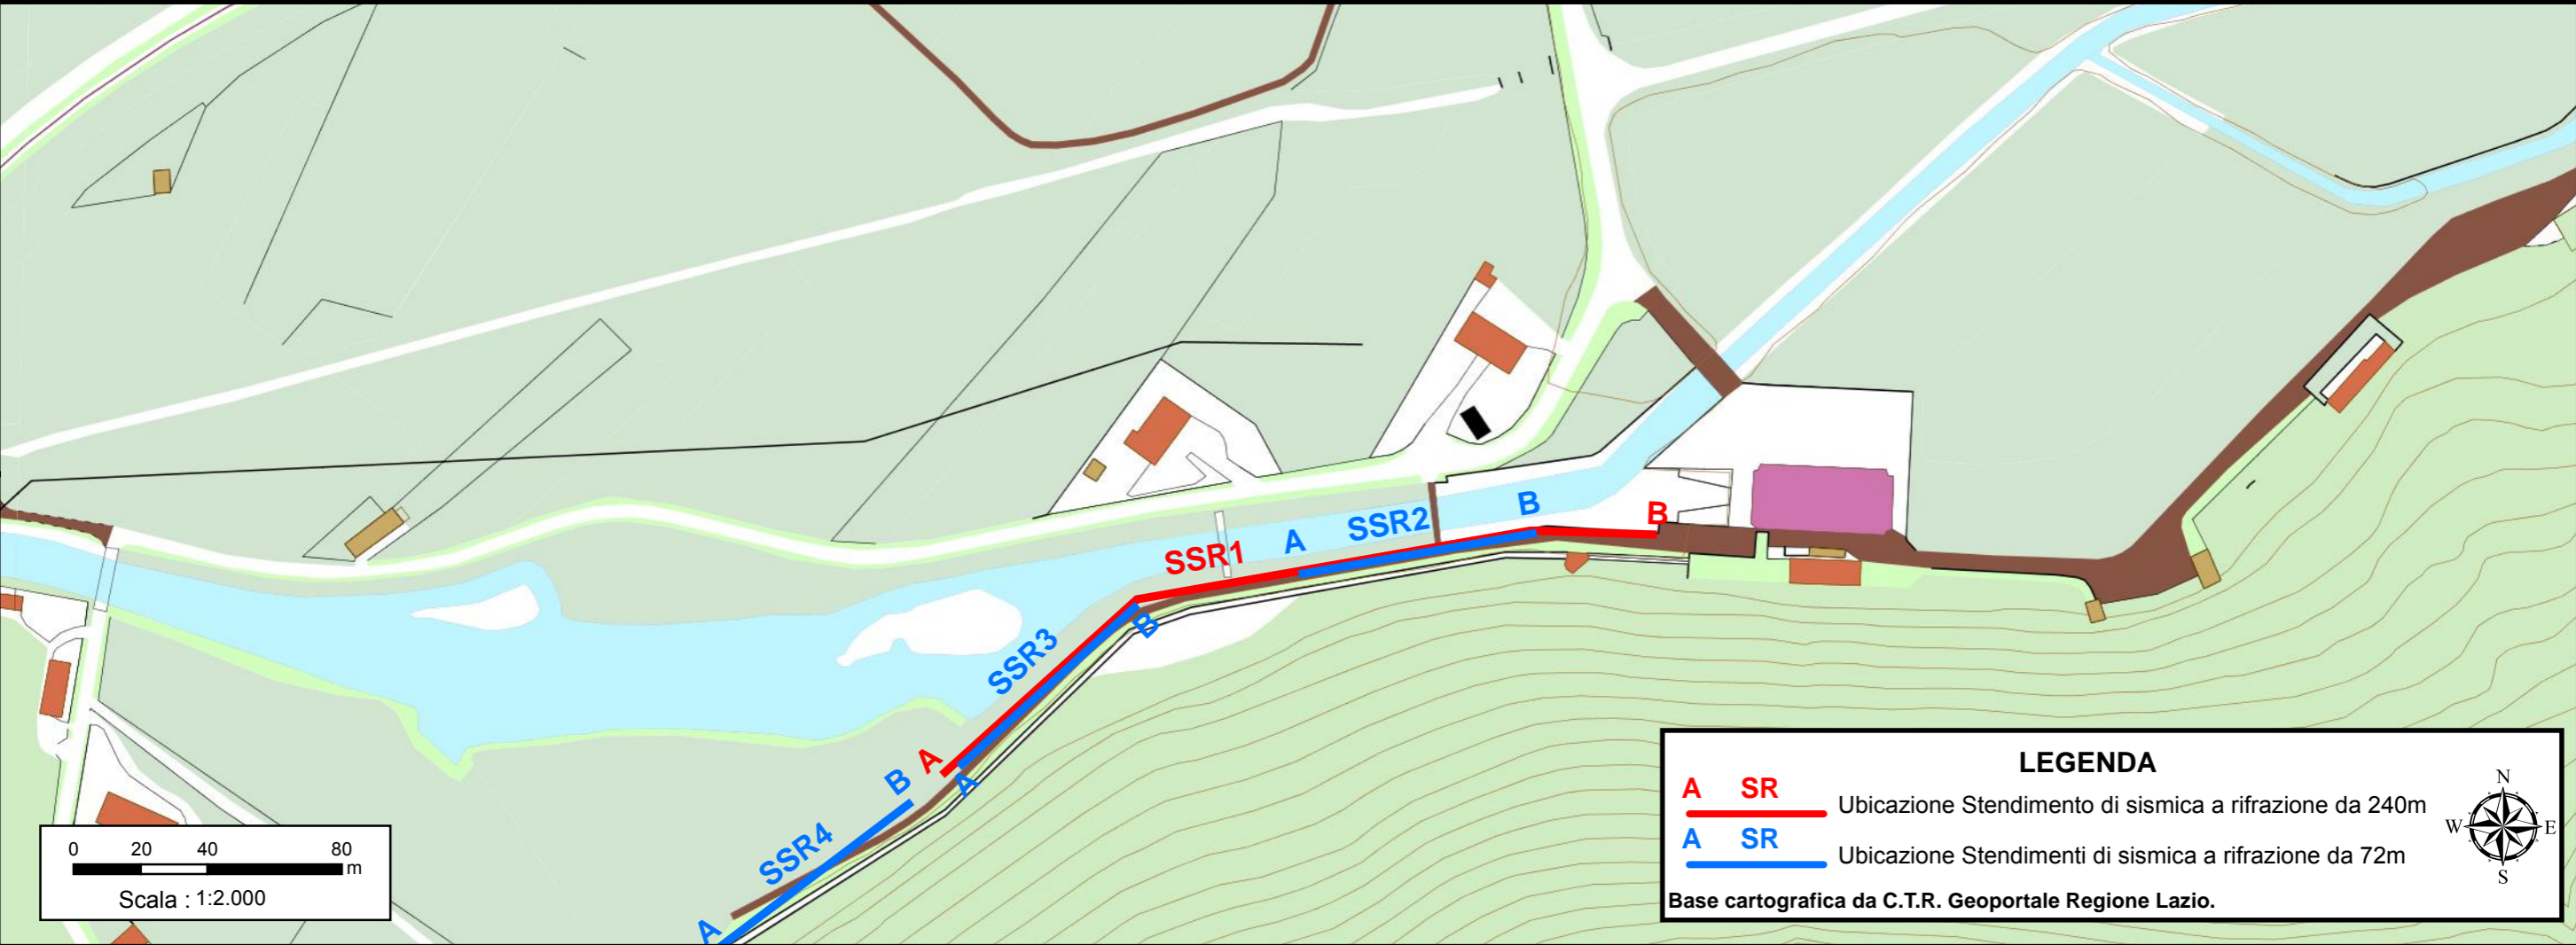 B
B
SSR2
A
SSR1
B
SSR3
A
B
A
SSR4
A
0 20 40 80
m
Scala : 1:2.000
LEGENDA
A SR
Ubicazione Stendimento di sismica a rifrazione da 240m
A SR
Ubicazione Stendimenti di sismica a rifrazione da 72m
Base cartografica da C.T.R. Geoportale Regione Lazio.
N
W E
S